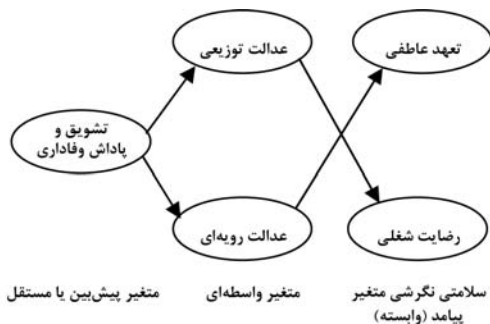 تعهد عاطفی
عدالت توزیعی
تشویق و
پاداش وفاداری
رضایت شغلی
عدالت رویه‌ای
سلامتی نگرشی متغیر
پیامد (وابسته)
متغیر واسطه‌ای
متغیر پیش‌بین یا مستقل